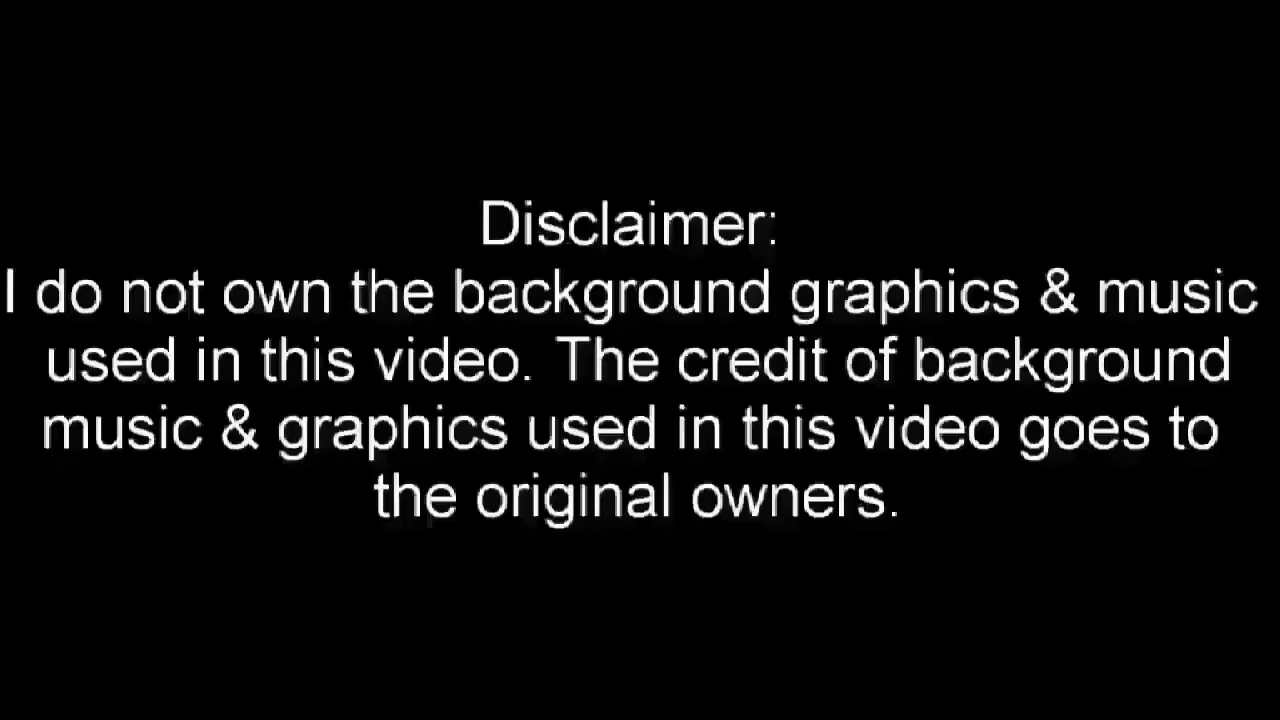 Disclaimer:
I do not own the background graphics & music
used in this video. The credit of background
music & graphics used in this video goes to
the original owners.